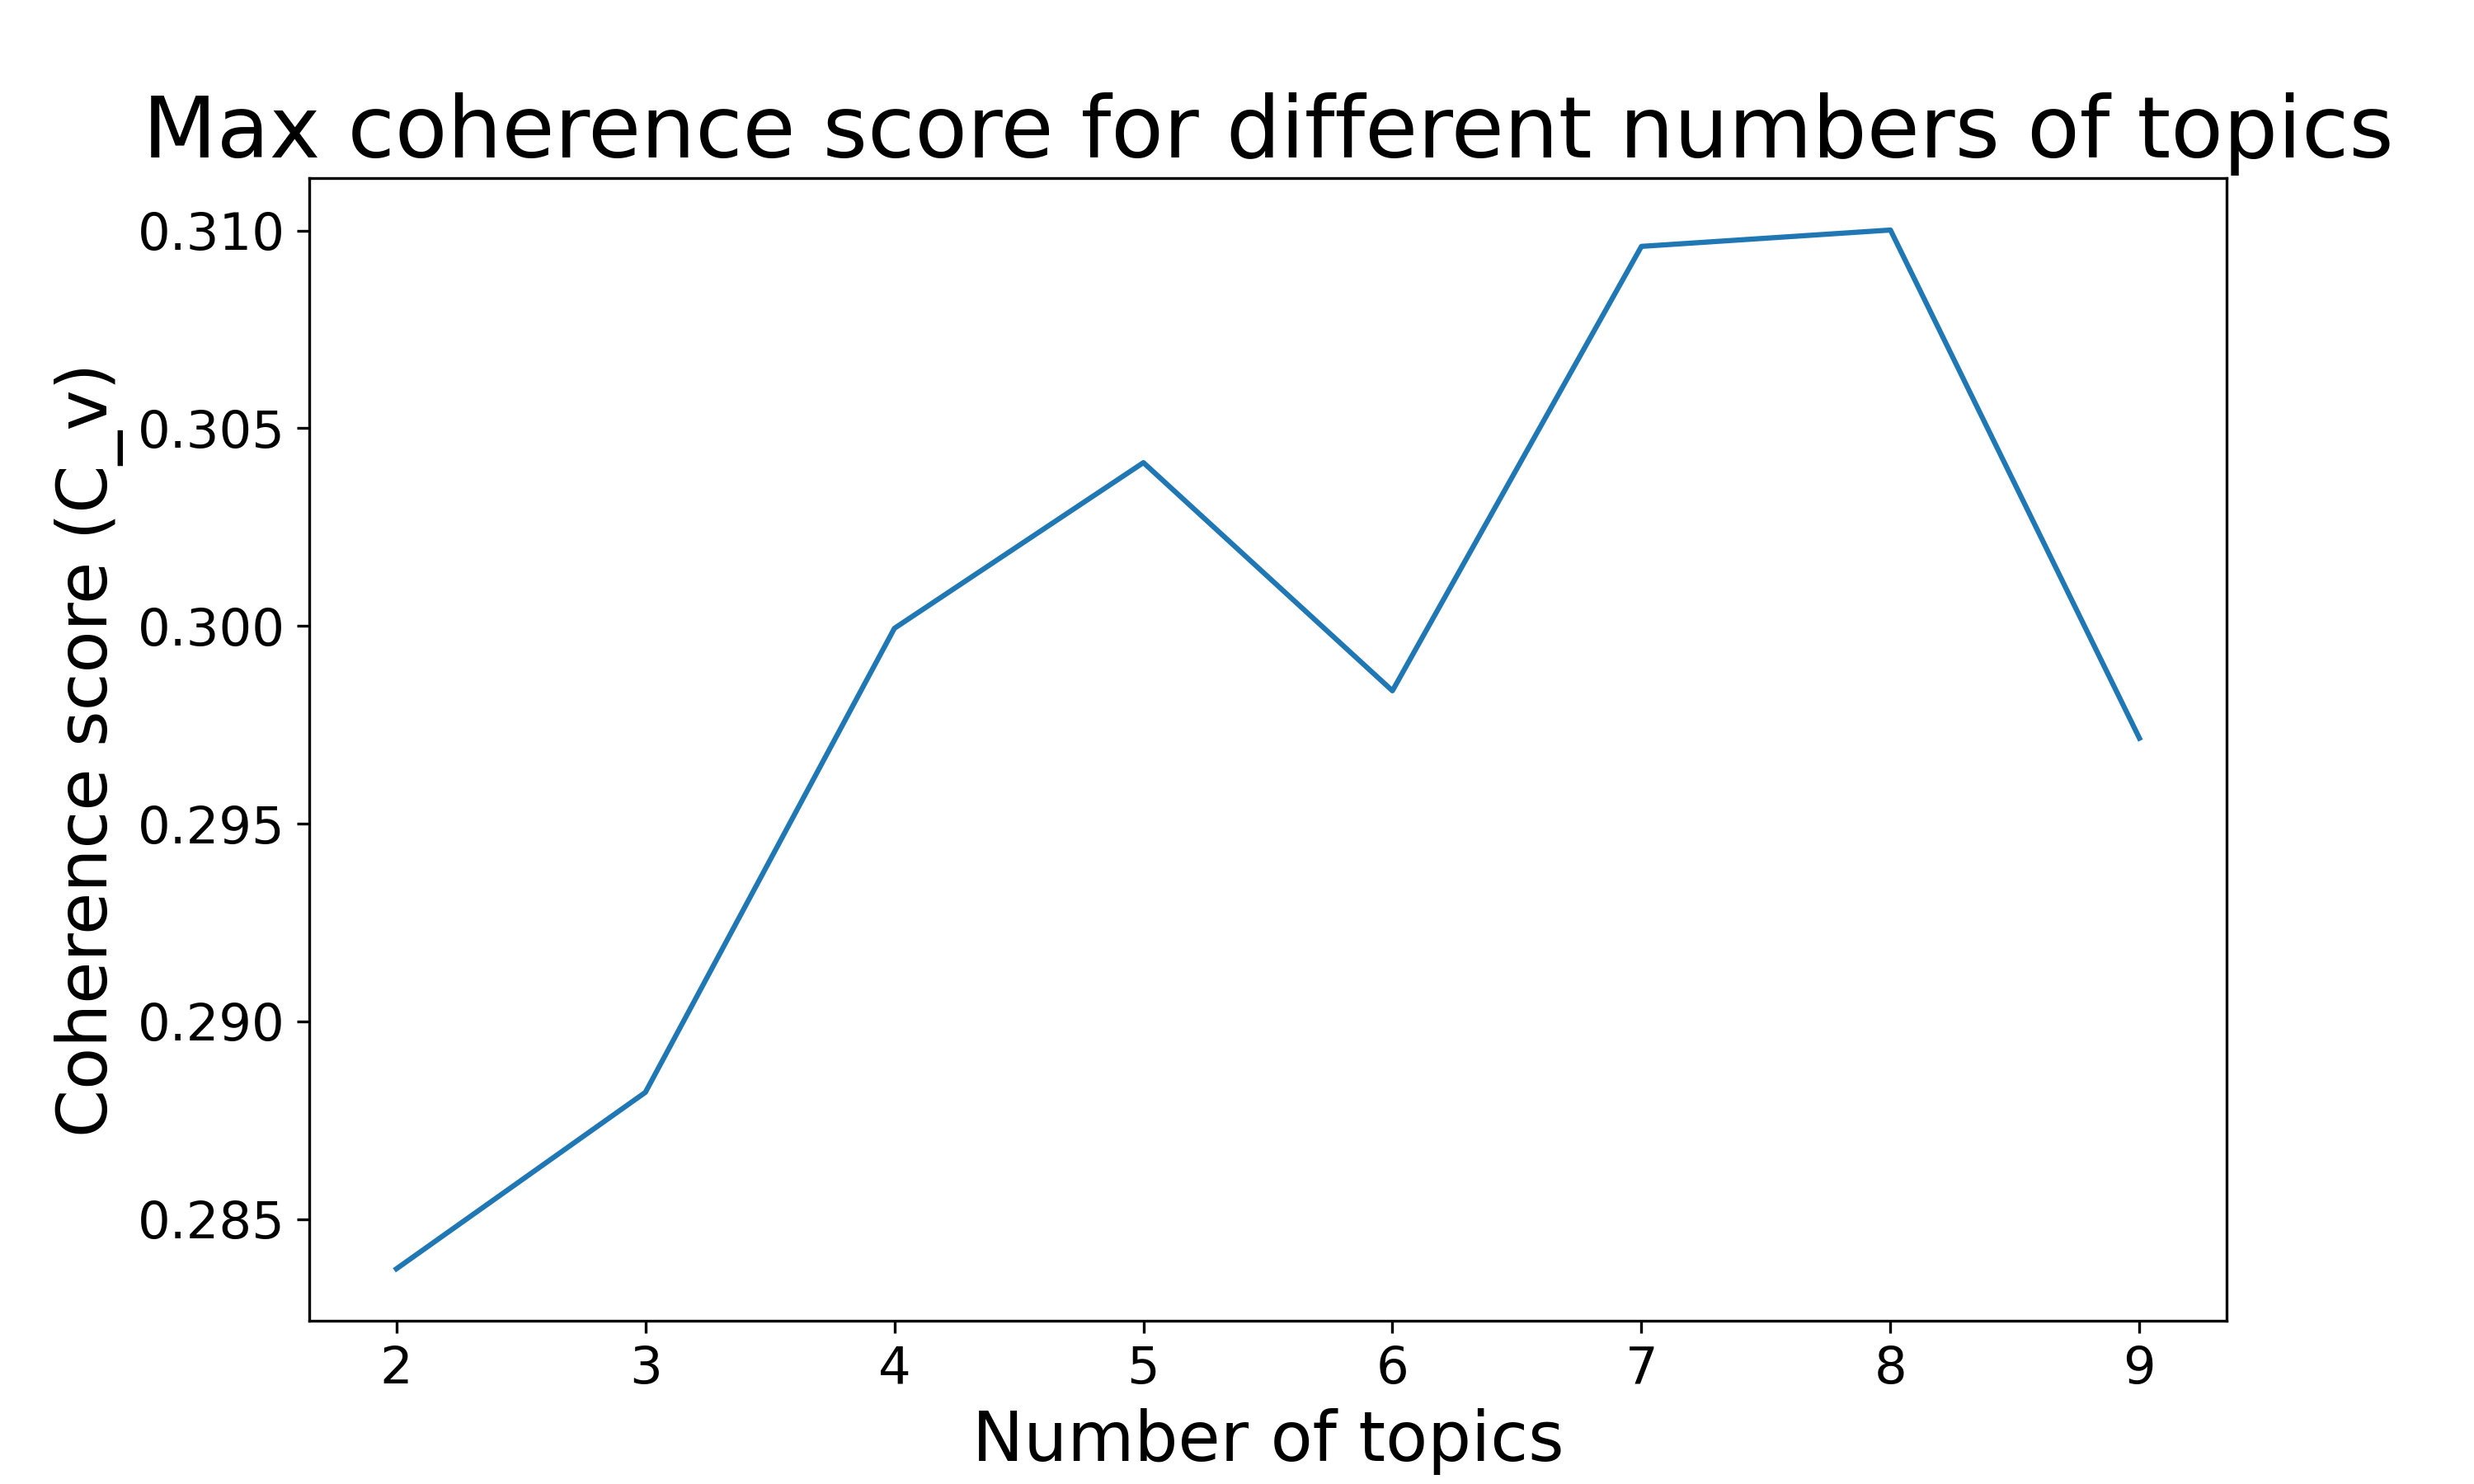 Max coherence score for different numbers of topics
Coherence score (C_v)
0.310
0.305
0.300
0.295
0.290
0.285
2 3 4 5 6 7 8 9
Number of topics